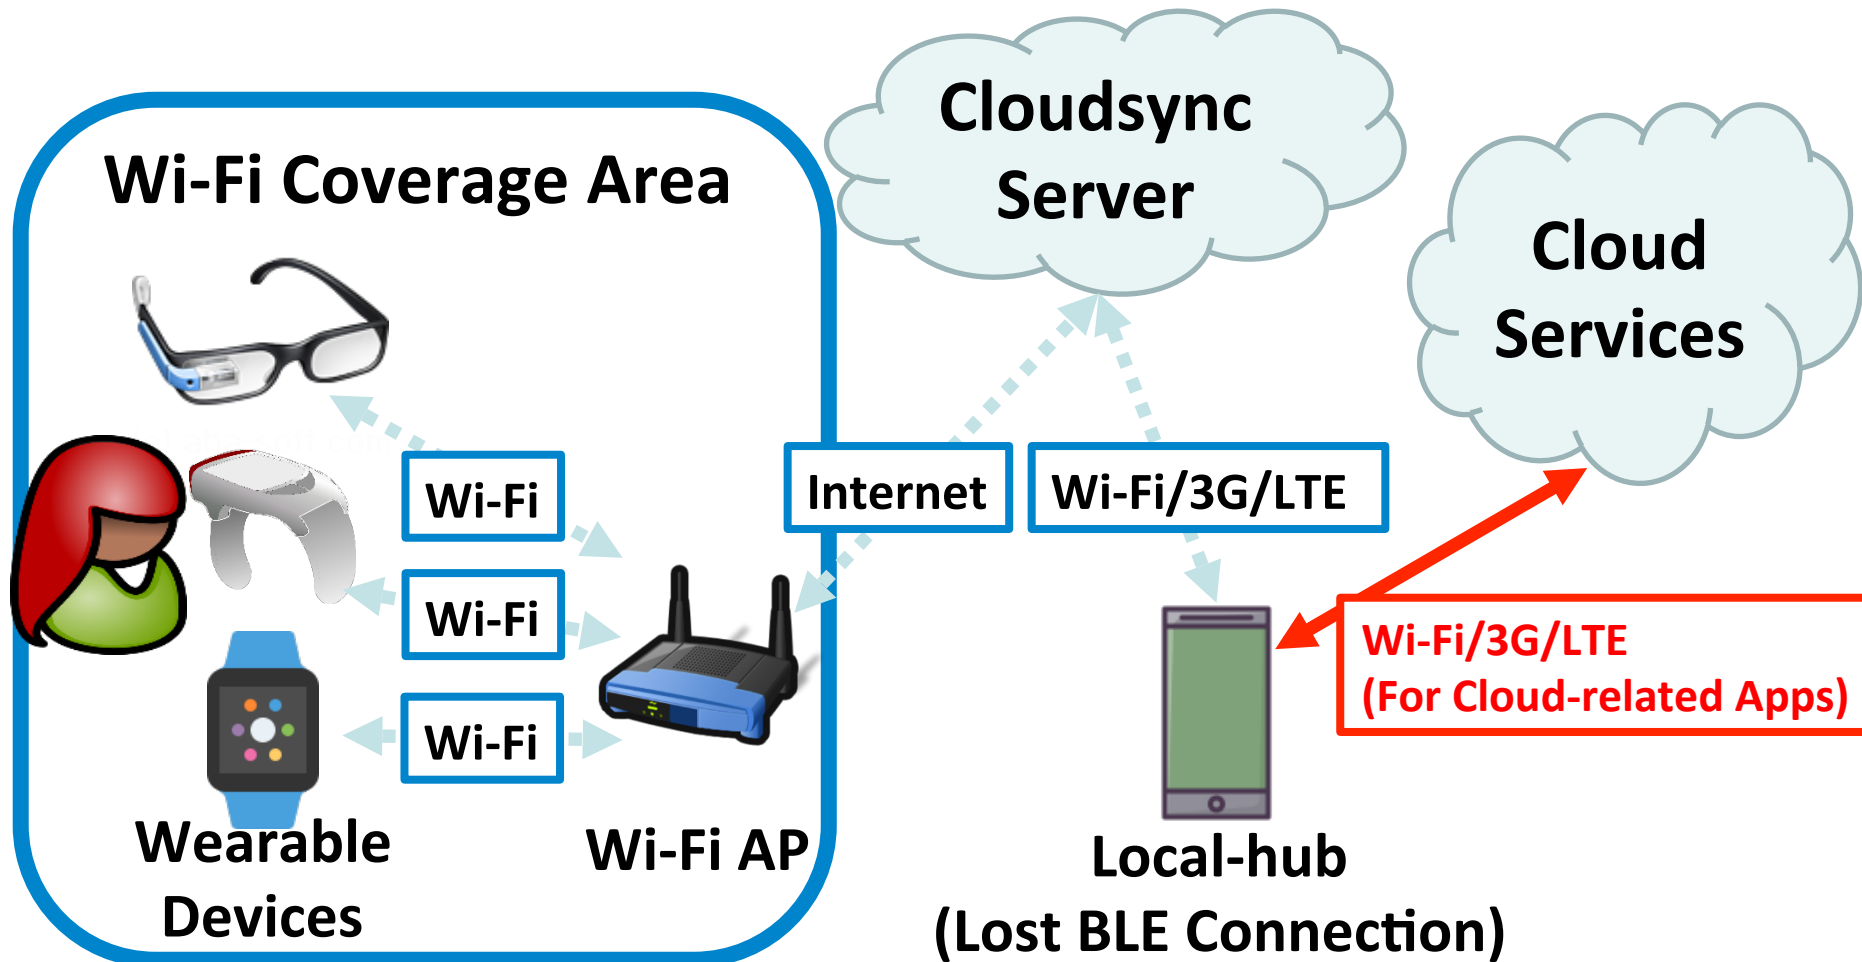 Cloudsync
Server
Wi-Fi Coverage Area
Cloud
Services
Wi-Fi
Internet
Wi-Fi/3G/LTE
Wi-Fi
Wi-Fi
Wi-Fi/3G/LTE
(For Cloud-related Apps)
Wearable
Devices
Wi-Fi AP
Local-hub
(Lost BLE Connection)